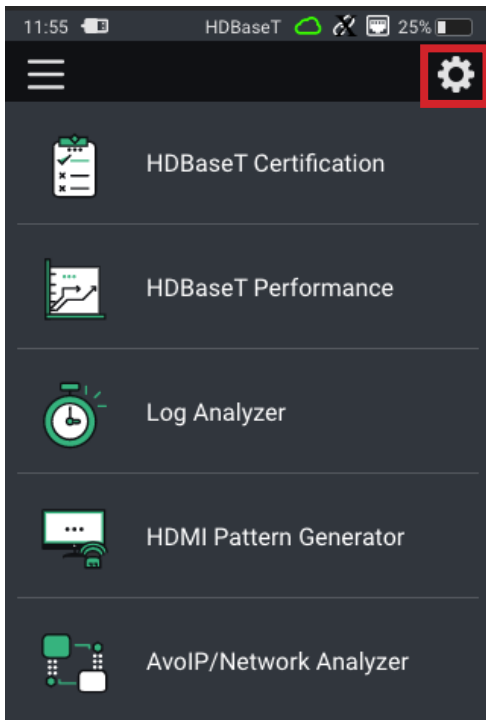 11:55 HDBaseT 25%
HDBaseT Certification
HDBaseT Performance
Log Analyzer
HDMI Pattern Generator
AvoIP/Network Analyzer